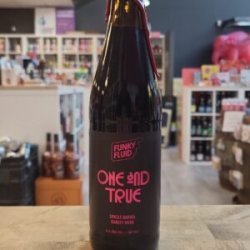 FUNKY
FLUID
ONE AND
TRUE
SINGLE BARREL
BARLEY WINE